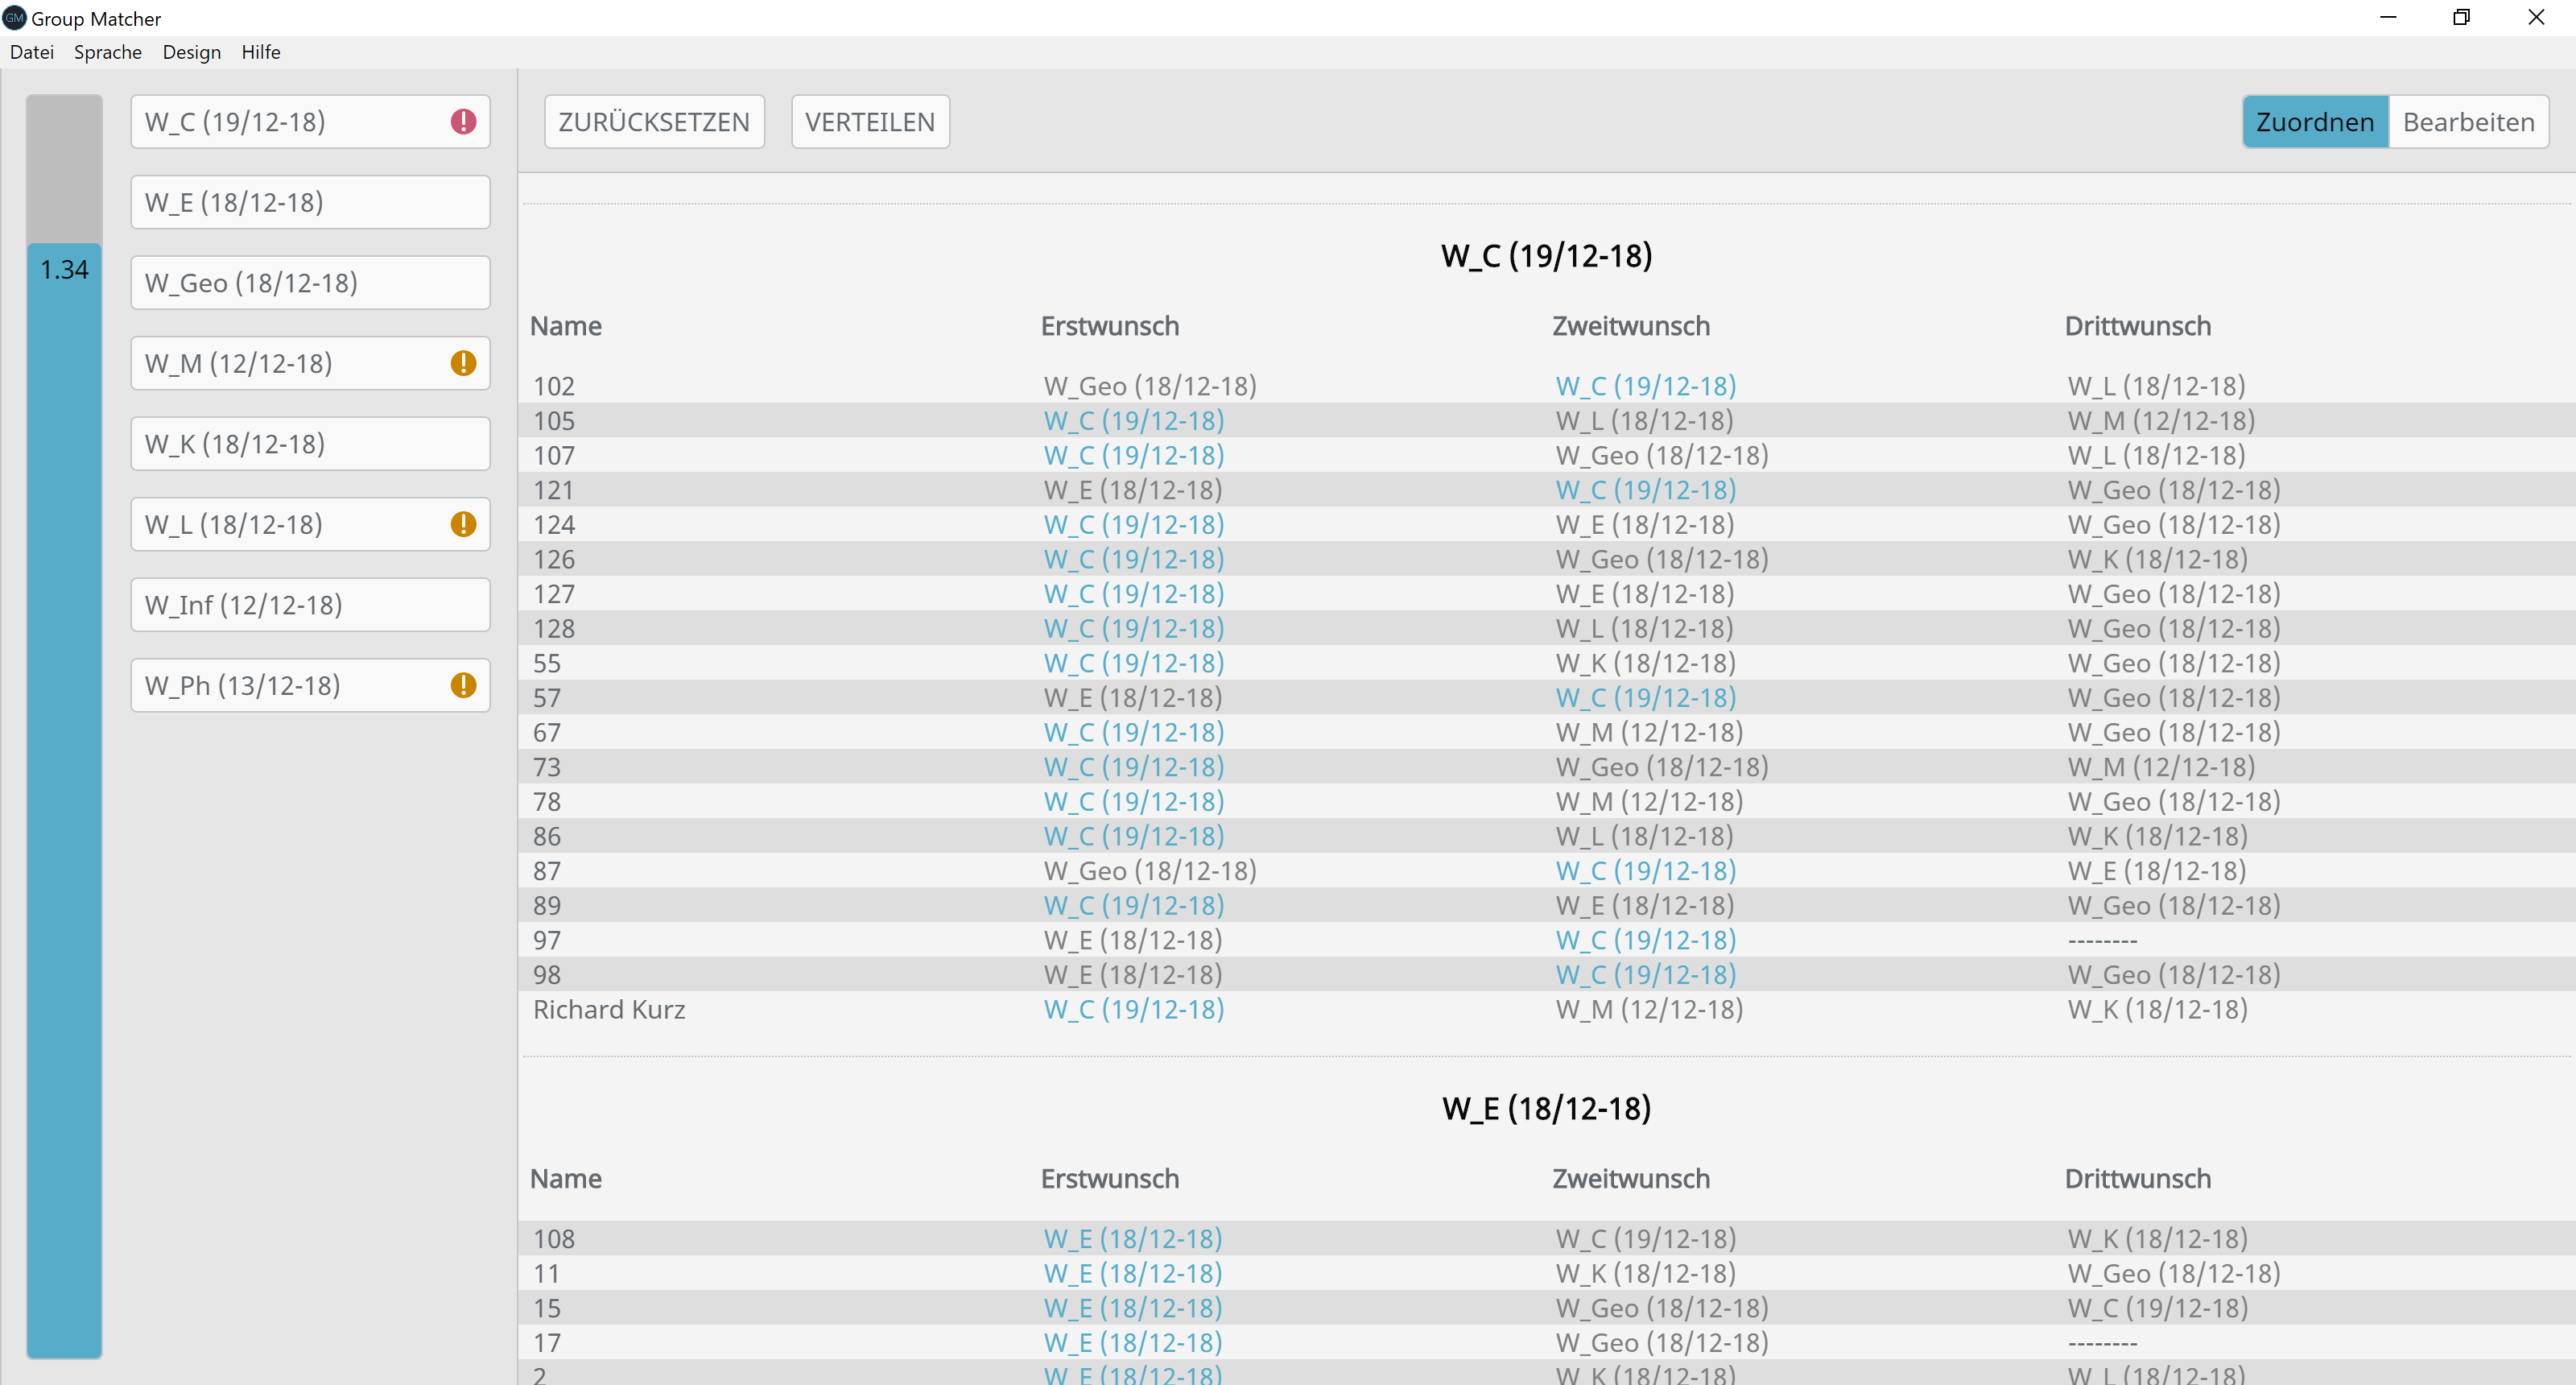 GM Group Matcher
Datei Sprache Design Hilfe
ZURÜCKSETZEN VERTEILEN Zuordnen Bearbeiten
1.34
W_C (19/12-18)
W_E (18/12-18)
W_Geo (18/12-18)
W_M (12/12-18)
W_K (18/12-18)
W_L (18/12-18)
W_Inf (12/12-18)
W_Ph (13/12-18)
W_C (19/12-18)
Name Erstwunsch Zweitwunsch Drittwunsch
102 W_Geo (18/12-18) W_C (19/12-18) W_L (18/12-18)
105 W_C (19/12-18) W_L (18/12-18) W_M (12/12-18)
107 W_C (19/12-18) W_Geo (18/12-18) W_L (18/12-18)
121 W_E (18/12-18) W_C (19/12-18) W_Geo (18/12-18)
124 W_C (19/12-18) W_E (18/12-18) W_Geo (18/12-18)
126 W_C (19/12-18) W_Geo (18/12-18) W_K (18/12-18)
127 W_C (19/12-18) W_E (18/12-18) W_Geo (18/12-18)
128 W_C (19/12-18) W_L (18/12-18) W_Geo (18/12-18)
55 W_C (19/12-18) W_K (18/12-18) W_Geo (18/12-18)
57 W_E (18/12-18) W_C (19/12-18) W_Geo (18/12-18)
67 W_C (19/12-18) W_M (12/12-18) W_Geo (18/12-18)
73 W_C (19/12-18) W_Geo (18/12-18) W_M (12/12-18)
78 W_C (19/12-18) W_M (12/12-18) W_Geo (18/12-18)
86 W_C (19/12-18) W_L (18/12-18) W_K (18/12-18)
87 W_Geo (18/12-18) W_C (19/12-18) W_E (18/12-18)
89 W_C (19/12-18) W_E (18/12-18) W_Geo (18/12-18)
97 W_E (18/12-18) W_C (19/12-18) --------
98 W_E (18/12-18) W_C (19/12-18) W_Geo (18/12-18)
Richard Kurz W_C (19/12-18) W_M (12/12-18) W_K (18/12-18)
W_E (18/12-18)
Name Erstwunsch Zweitwunsch Drittwunsch
108 W_E (18/12-18) W_C (19/12-18) W_K (18/12-18)
11 W_E (18/12-18) W_K (18/12-18) W_Geo (18/12-18)
15 W_E (18/12-18) W_Geo (18/12-18) W_C (19/12-18)
17 W_E (18/12-18) W_Geo (18/12-18) --------
2 W_E (18/12-18) W_K (18/12-18) W_L (18/12-18)